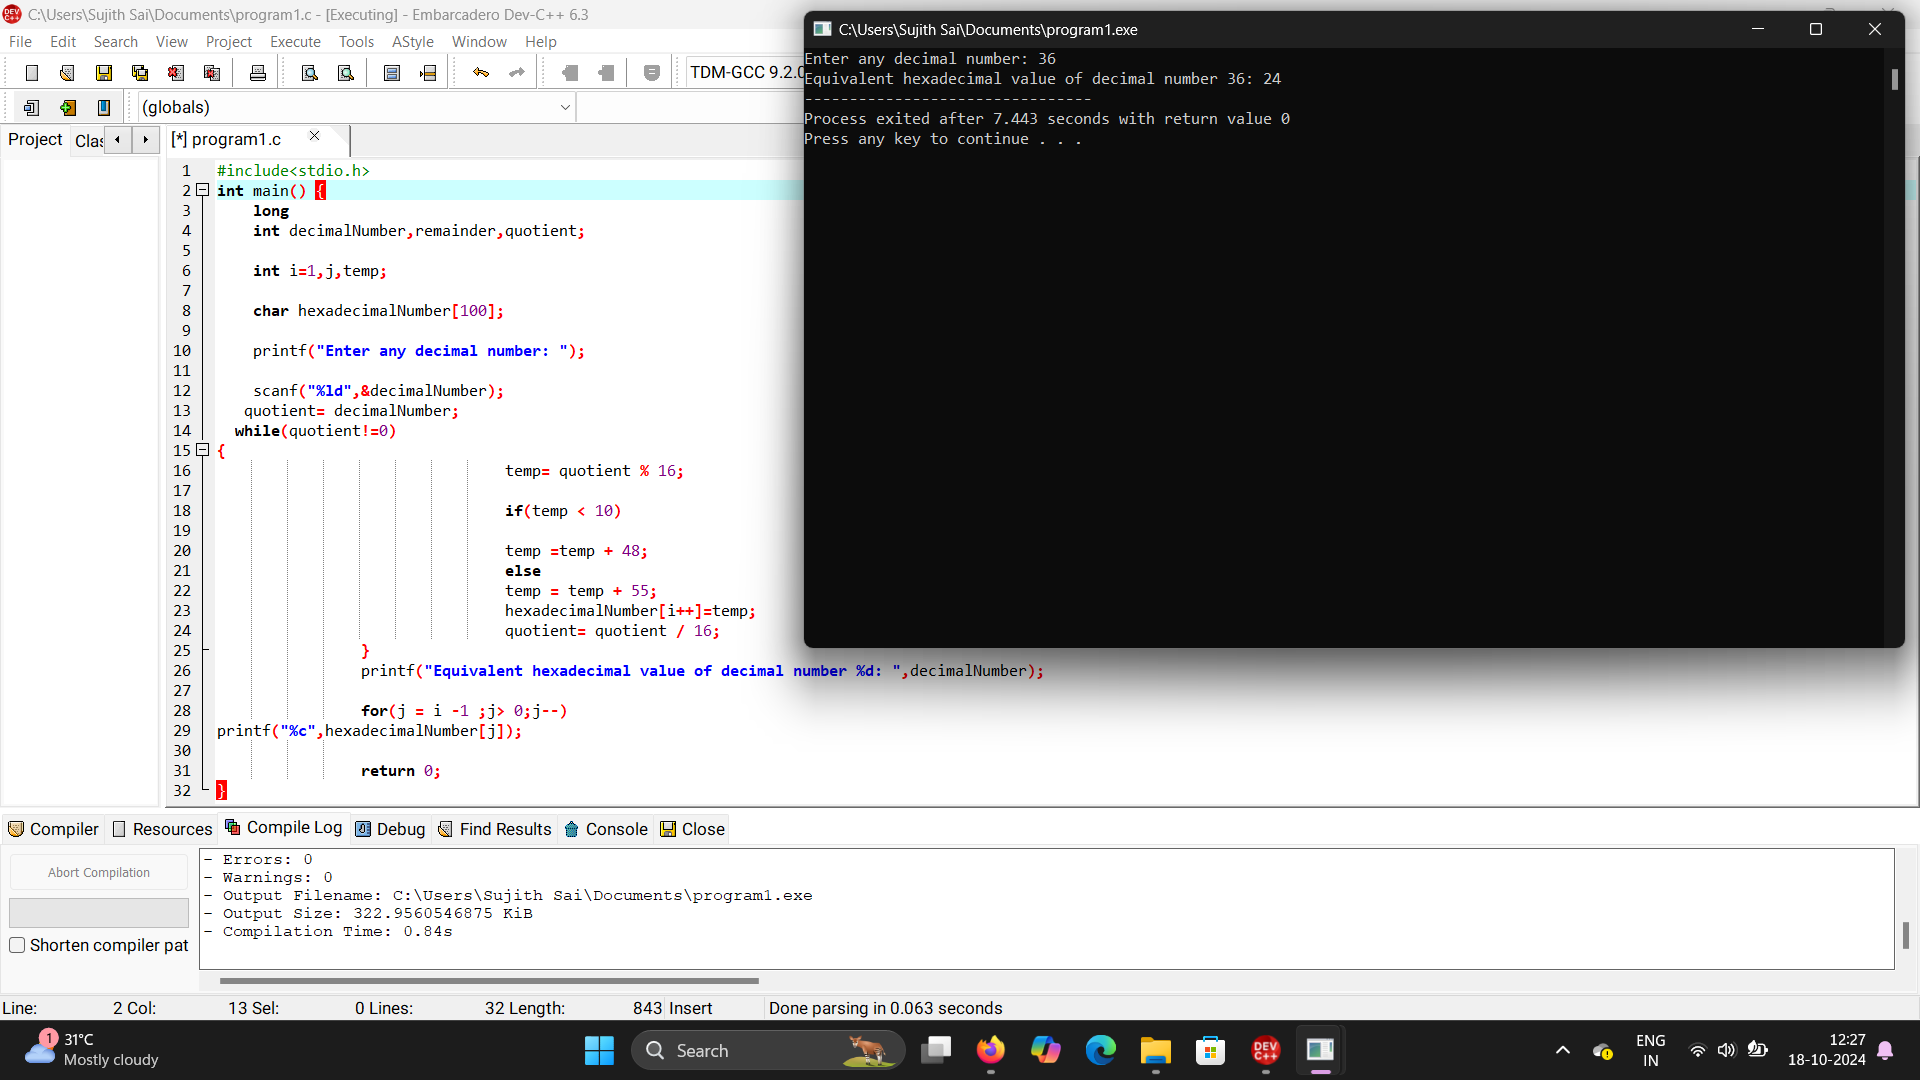 C:\Users\Sujith Sai\Documents\program1.c - [Executing] - Embarcadero Dev-C++ 6.3
File Edit Search View Project Execute Tools AStyle Window Help
TDM-GCC 9.2.0
(globals)
Project Clas
[*] program1.c
1 #include<stdio.h>
2 int main() {
3 long
4 int decimalNumber,remainder,quotient;
5
6 int i=1,j,temp;
7
8 char hexadecimalNumber[100];
9
10 printf("Enter any decimal number: ");
11
12 scanf("%ld",&decimalNumber);
13 quotient= decimalNumber;
14 while(quotient!=0)
15 {
16 temp= quotient % 16;
17
18 if(temp < 10)
19
20 temp =temp + 48;
21 else
22 temp = temp + 55;
23 hexadecimalNumber[i++]=temp;
24 quotient= quotient / 16;
25 }
26 printf("Equivalent hexadecimal value of decimal number %d: ",decimalNumber);
27
28 for(j = i -1 ;j> 0;j--)
29 printf("%c",hexadecimalNumber[j]);
30
31 return 0;
32 }
C:\Users\Sujith Sai\Documents\program1.exe
Enter any decimal number: 36
Equivalent hexadecimal value of decimal number 36: 24
--------------------------------
Process exited after 7.443 seconds with return value 0
Press any key to continue . . .
Compiler Resources Compile Log Debug Find Results Console Close
Abort Compilation
Shorten compiler pat
- Errors: 0
- Warnings: 0
- Output Filename: C:\Users\Sujith Sai\Documents\program1.exe
- Output Size: 322.9560546875 KiB
- Compilation Time: 0.84s
Line: 2 Col: 13 Sel: 0 Lines: 32 Length: 843 Insert Done parsing in 0.063 seconds
1
31°C
Mostly cloudy
Search
DEV C++
ENG
IN
12:27
18-10-2024